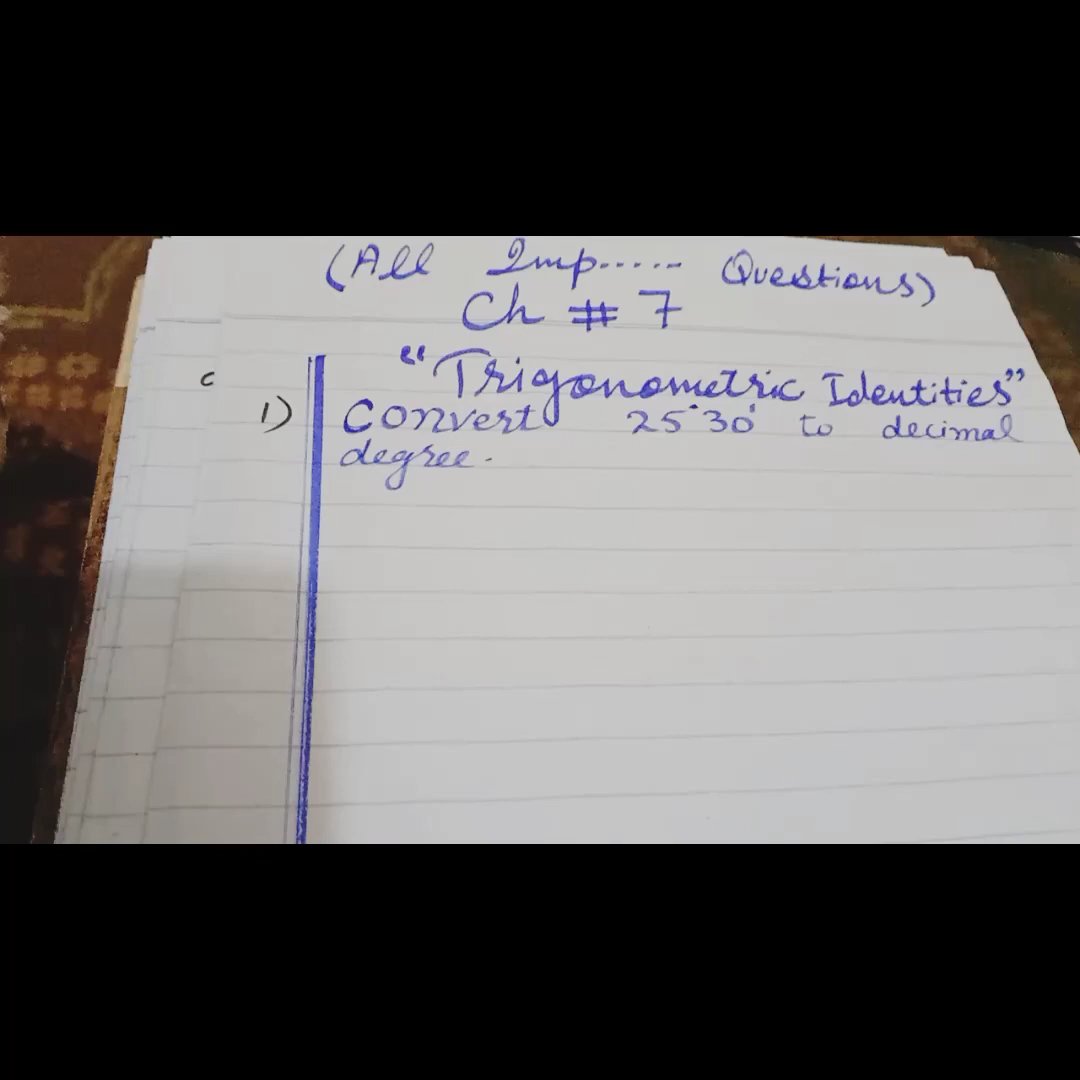 (All Imp..... Questions)
Ch # 7
"Trigonometric Identities"
c
1) Convert 25°30' to decimal
degree.